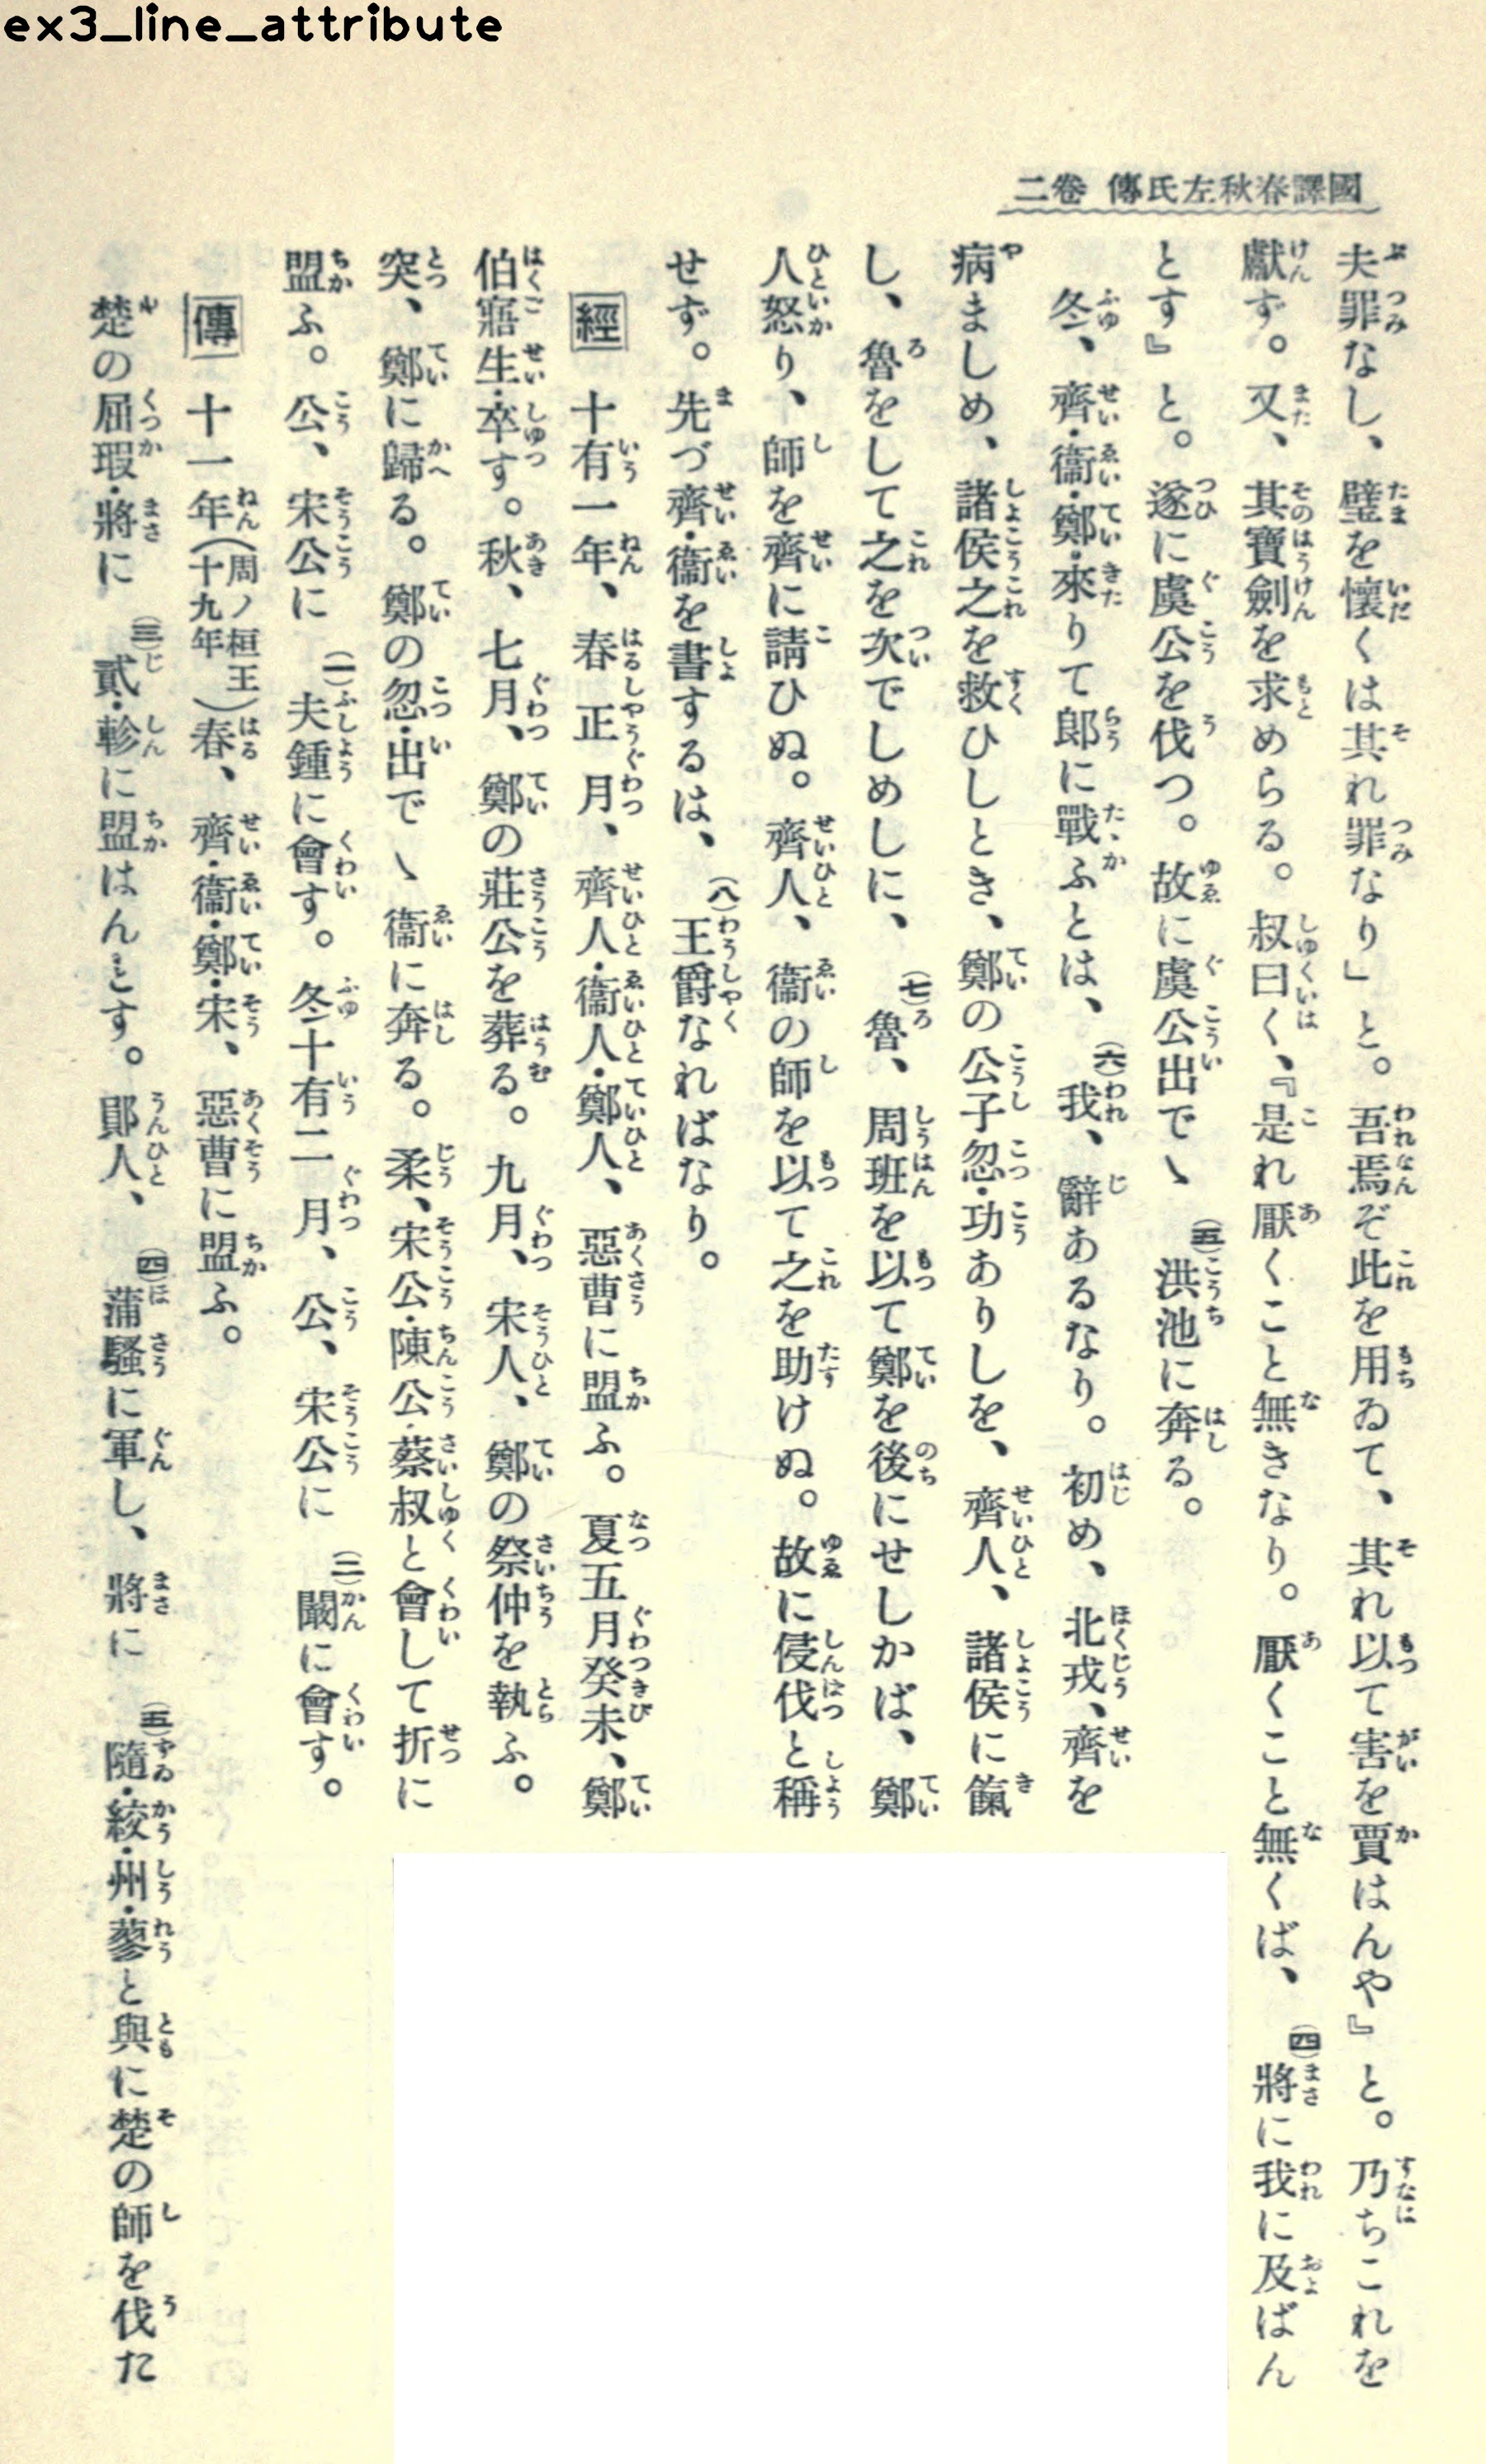 ex3_line_attribute
國譯春秋左氏傳 卷二
夫罪なし、璧を懷くは其れ罪なり」と。吾焉ぞ此を用ゐて、其れ以て害を賈はんや』と。乃ちこれを
獻ず。又、其寶劍を求めらる。叔曰く、『是れ厭くこと無きなり。厭くこと無くば、㈣將に我に及ばん
とす』と。遂に虞公を伐つ。故に虞公出でゝ㈤洪池に奔る。
冬、齊・衞・鄭・來りて郞に戰ふとは、㈥我、辭あるなり。初め、北戎、齊を
病ましめ、諸侯之を救ひしとき、鄭の公子忽・功ありしを、齊人、諸侯に餼
し、魯をして之を次でしめしに、㈦魯、周班を以て鄭を後にせしかば、鄭
人怒り、師を齊に請ひぬ。齊人、衞の師を以て之を助けぬ。故に侵伐と稱
せず。先づ齊・衞を書するは、㈧王爵なればなり。
經 十有一年、春正月、齊人・衞人・鄭人、惡曹に盟ふ。夏五月癸未、鄭
伯寤生・卒す。秋、七月、鄭の莊公を葬る。九月、宋人、鄭の祭仲を執ふ。
突、鄭に歸る。鄭の忽・出でゝ衞に奔る。柔、宋公・陳公・蔡叔と會して折に
盟ふ。公、宋公に㈠夫鍾に會す。冬十有二月、公、宋公に㈡闞に會す。
傳 十一年(周ノ桓王十九年)春、齊・衞・鄭・宋、惡曹に盟ふ。
楚の屈瑕・將に㈢貳・軫に盟はんとす。鄖人、㈣蒲騷に軍し、將に㈤隨・絞・州・蓼と與に楚の師を伐た